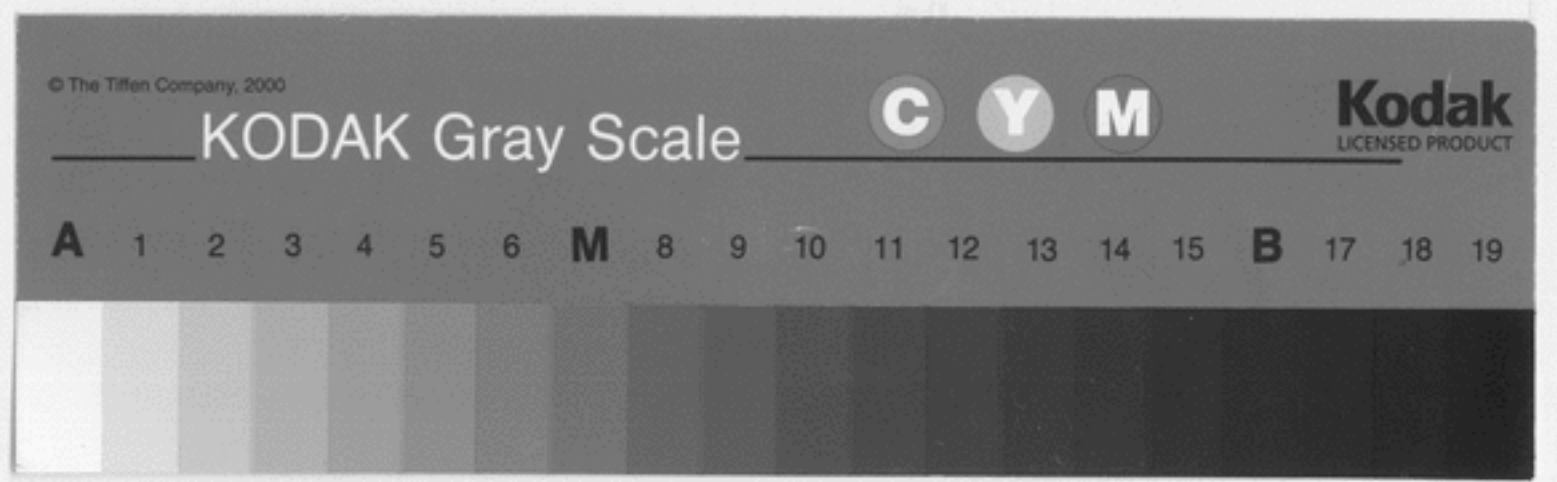 © The Tiffen Company, 2000
KODAK Gray Scale
C Y M
Kodak
LICENSED PRODUCT
A 1 2 3 4 5 6 M 8 9 10 11 12 13 14 15 B 17 18 19